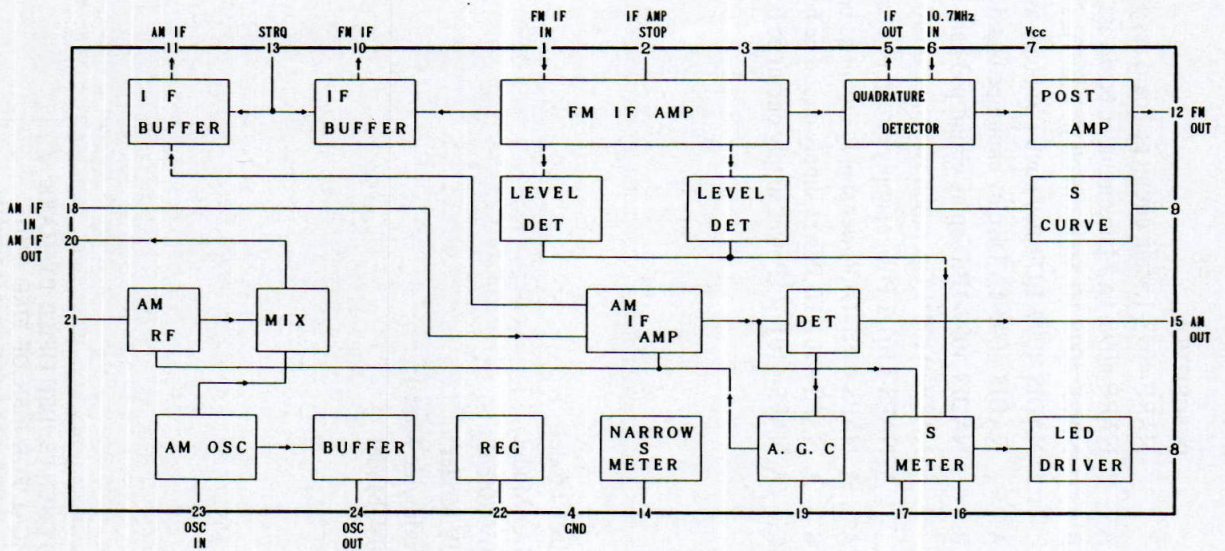 AM IF
STRQ
FM IF
FM IF
IN
IF AMP
STOP
IF
OUT
10.7MHz
IN
Vcc
11
13
10
1
2
3
5
6
7
IF
BUFFER
IF
BUFFER
FM IF AMP
QUADRATURE
DETECTOR
POST
AMP
12 FM
OUT
LEVEL
DET
LEVEL
DET
S
CURVE
9
AM IF
IN
18
AM IF
OUT
20
21
AM
RF
MIX
AM
IF
AMP
DET
15 AM
OUT
AM OSC
BUFFER
REG
NARROW
S
METER
A.G.C
S
METER
LED
DRIVER
8
23
OSC
IN
24
OSC
OUT
22
4
GND
14
19
17
16